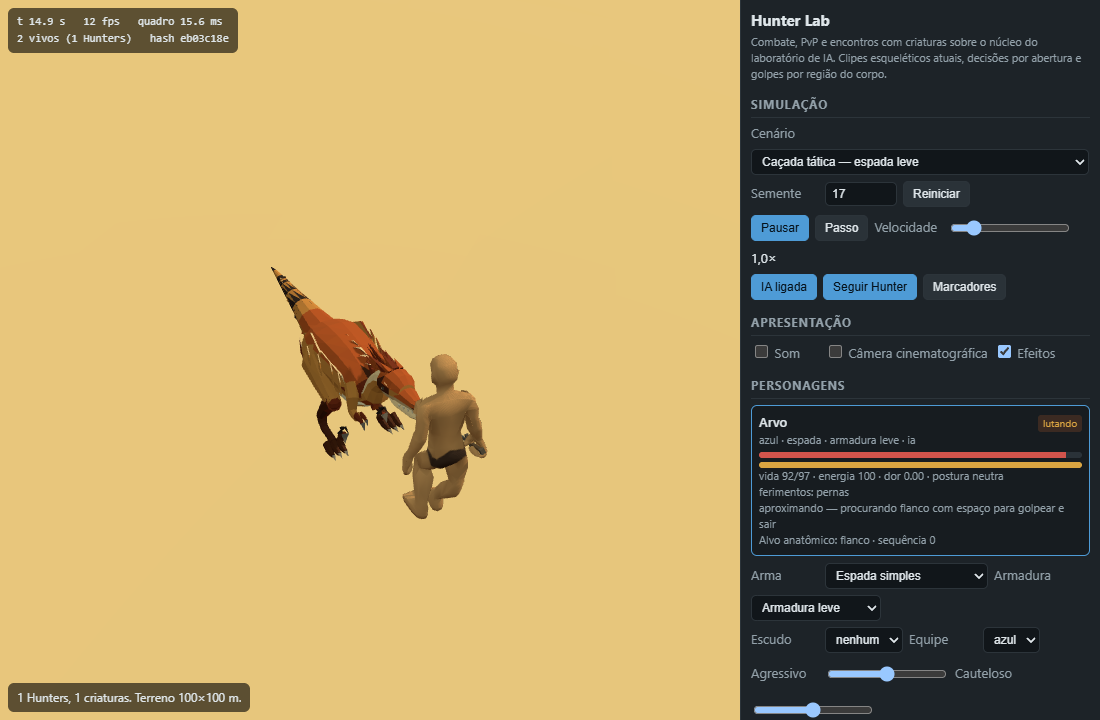 t 14.9 s 12 fps quadro 15.6 ms
2 vivos (1 Hunters) hash eb03c18e
1 Hunters, 1 criaturas. Terreno 100×100 m.
Hunter Lab
Combate, PvP e encontros com criaturas sobre o núcleo do
laboratório de IA. Clipes esqueléticos atuais, decisões por abertura e
golpes por região do corpo.
SIMULAÇÃO
Cenário
Caçada tática — espada leve
Semente 17 Reiniciar
Pausar Passo Velocidade
1,0×
IA ligada Seguir Hunter Marcadores
APRESENTAÇÃO
Som Câmera cinematográfica Efeitos
PERSONAGENS
Arvo lutando
azul · espada · armadura leve · ia
vida 92/97 · energia 100 · dor 0.00 · postura neutra
ferimentos: pernas
aproximando — procurando flanco com espaço para golpear e
sair
Alvo anatômico: flanco · sequência 0
Arma Espada simples Armadura
Armadura leve
Escudo nenhum Equipe azul
Agressivo Cauteloso